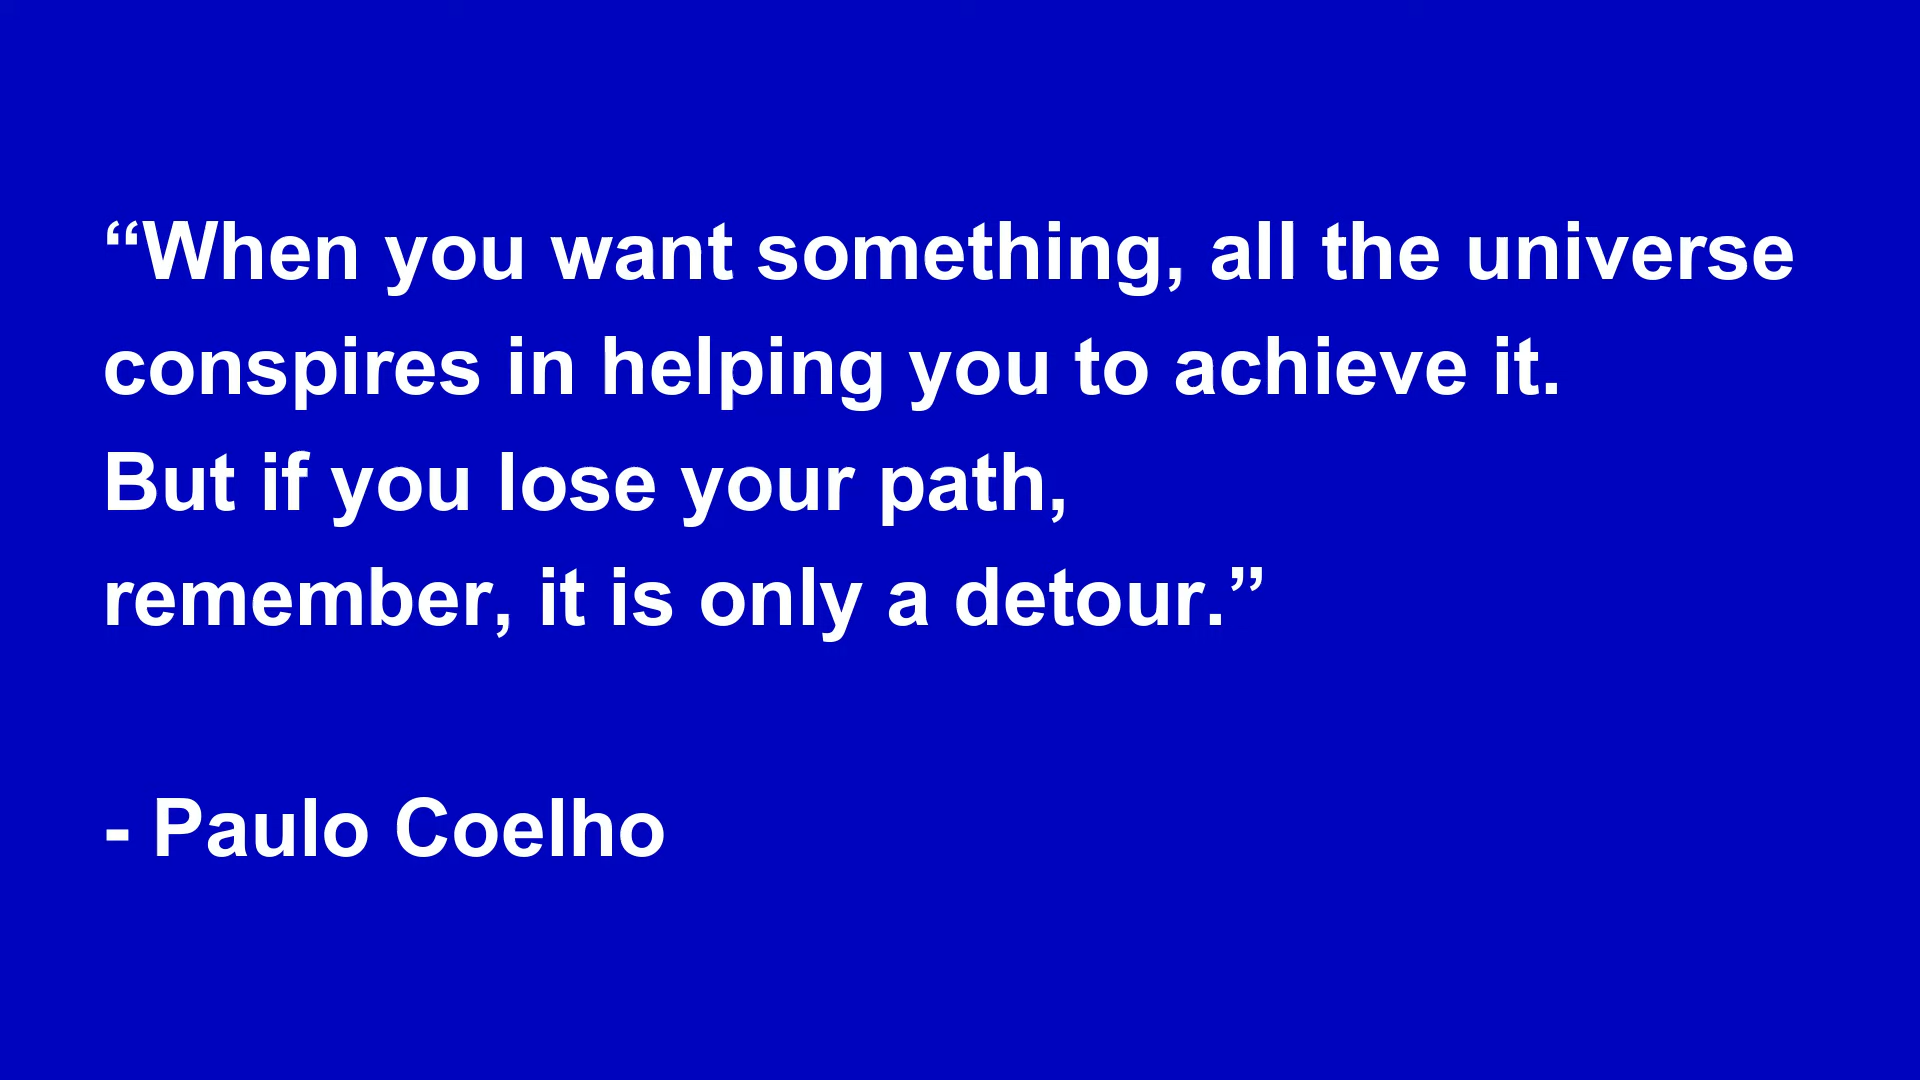 “When you want something, all the universe
conspires in helping you to achieve it.
But if you lose your path,
remember, it is only a detour.”
- Paulo Coelho